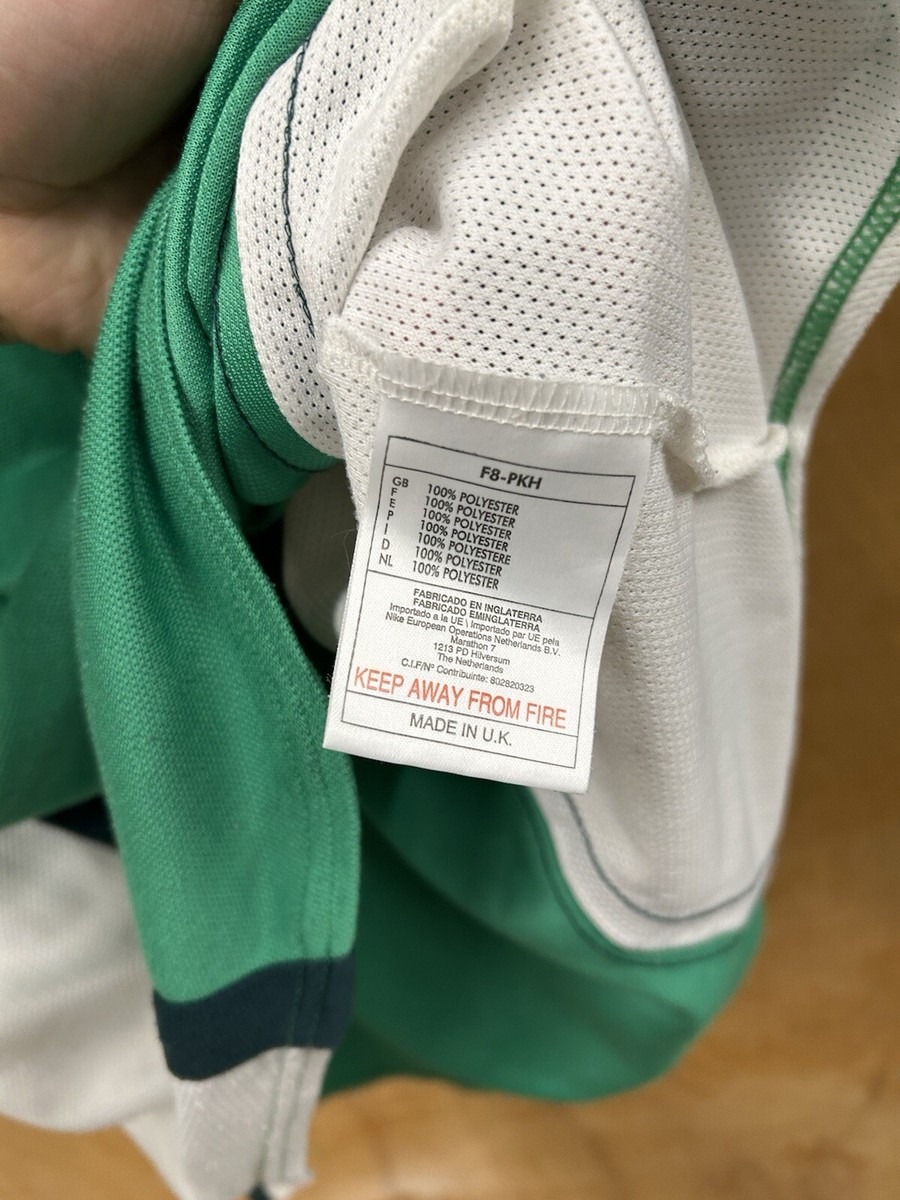 F8-PKH
GB 100% POLYESTER
F 100% POLYESTER
E 100% POLYESTER
P 100% POLYESTER
I 100% POLYESTERE
D 100% POLYESTER
NL 100% POLYESTER
FABRICADO EN INGLATERRA
FABRICADO EMINGLATERRA
Importado a la UE \ Importado par UE pela
Nike European Operations Netherlands B.V.
Marathon 7
1213 PD Hilversum
The Netherlands
C.I.F/Nº Contribuinte: 802820323
KEEP AWAY FROM FIRE
MADE IN U.K.